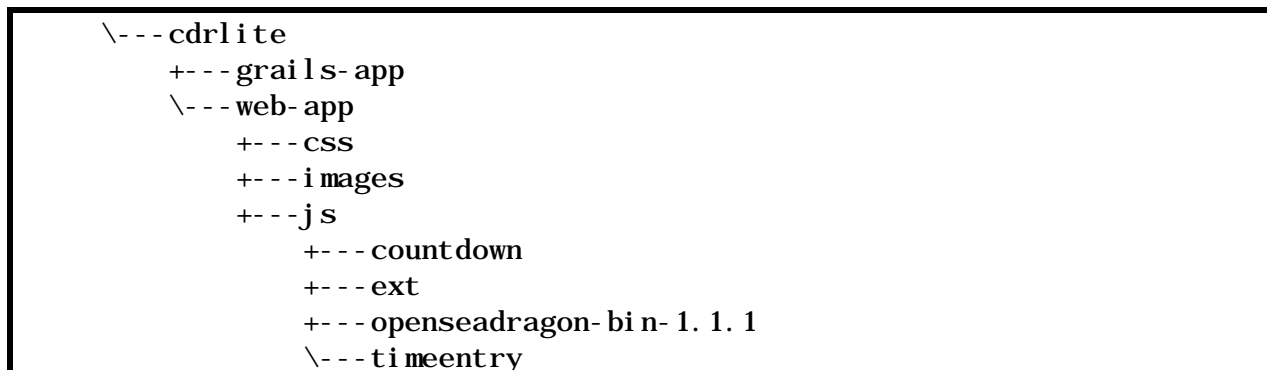 \---cdrlite
+---grails-app
\---web-app
+---css
+---images
+---js
+---countdown
+---ext
+---openseadragon-bin-1.1.1
\---timeentry